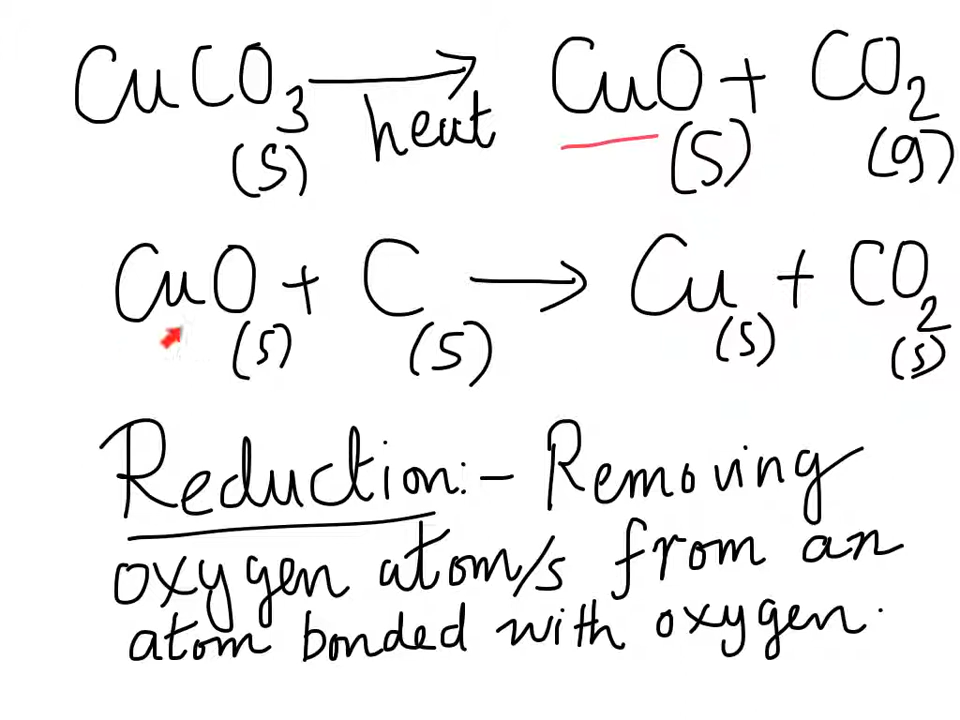 CuCO₃(s) ⟶ heat CuO(s) + CO₂(g)
CuO(s) + C(s) ⟶ Cu(s) + CO₂(s)
Reduction:- Removing
oxygen atom/s from an
atom bonded with oxygen.